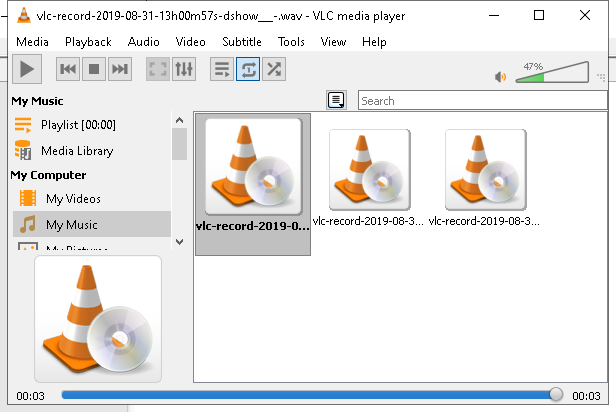 vlc-record-2019-08-31-13h00m57s-dshow__-.wav - VLC media player
Media Playback Audio Video Subtitle Tools View Help
47%
Search
My Music
Playlist [00:00]
Media Library
My Computer
My Videos
My Music
My Pictures
vlc-record-2019-0...
vlc-record-2019-08-3...
vlc-record-2019-08-3...
00:03
00:03